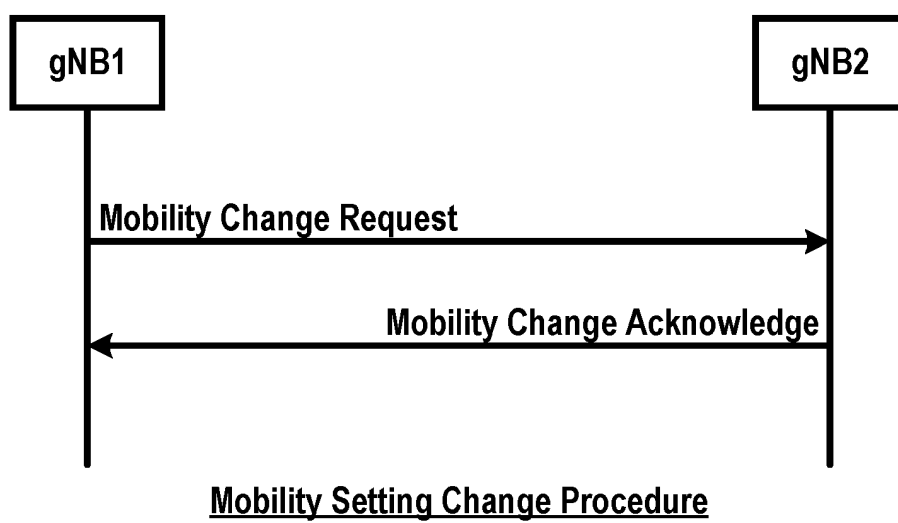 gNB1
gNB2
Mobility Change Request
Mobility Change Acknowledge
Mobility Setting Change Procedure